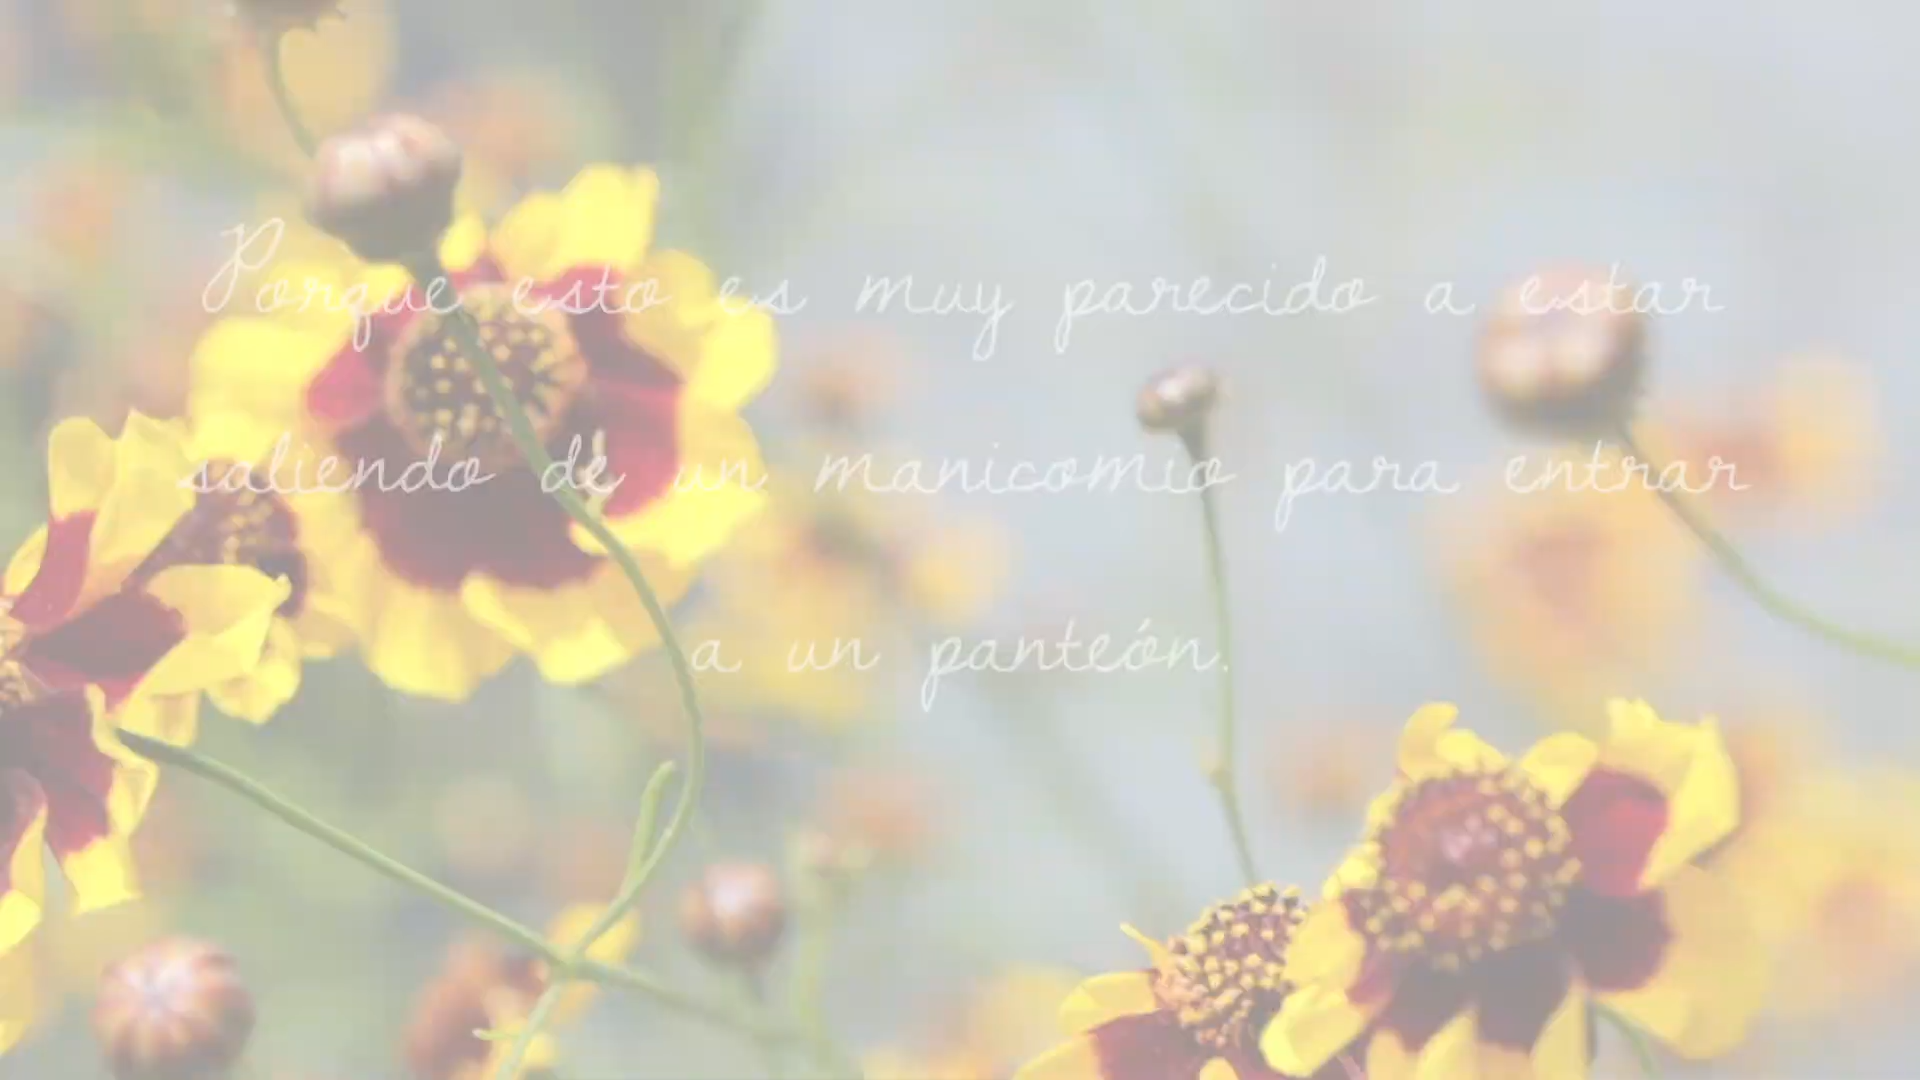 Porque esto es muy parecido a estar
saliendo de un manicomio para entrar
a un panteón.